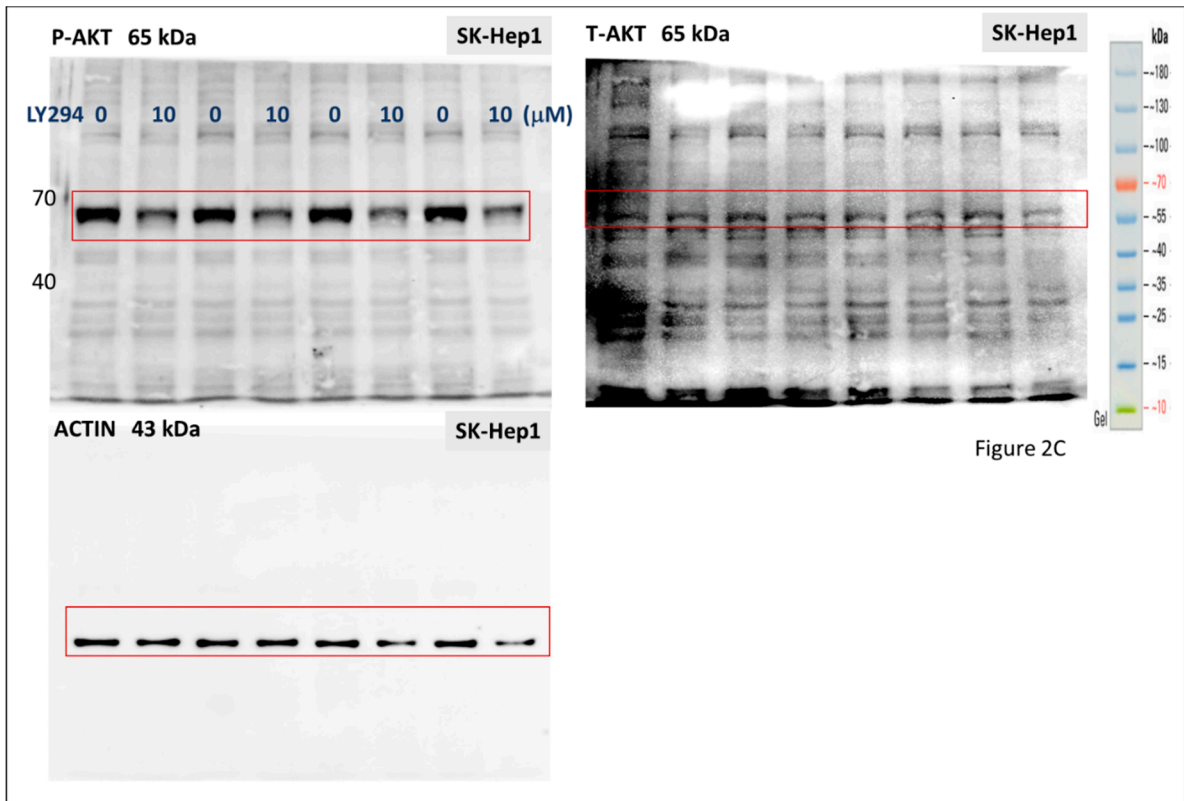 P-AKT 65 kDa SK-Hep1
LY294 0 10 0 10 0 10 0 10 (μM)
70
40
T-AKT 65 kDa SK-Hep1
kDa
~180
~130
~100
~70
~55
~40
~35
~25
~15
~10
Gel
Figure 2C
ACTIN 43 kDa SK-Hep1